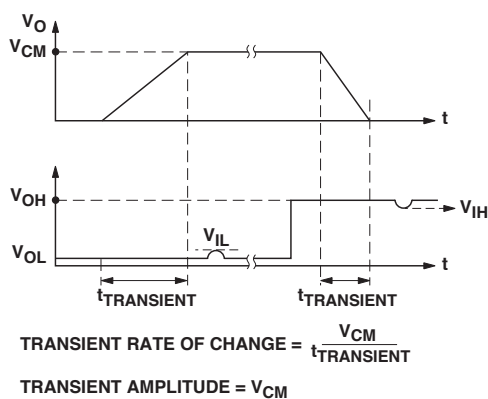 VO
VCM
t
VOH
VIH
VIL
VOL
t
tTRANSIENT tTRANSIENT
TRANSIENT RATE OF CHANGE = VCM
tTRANSIENT
TRANSIENT AMPLITUDE = VCM